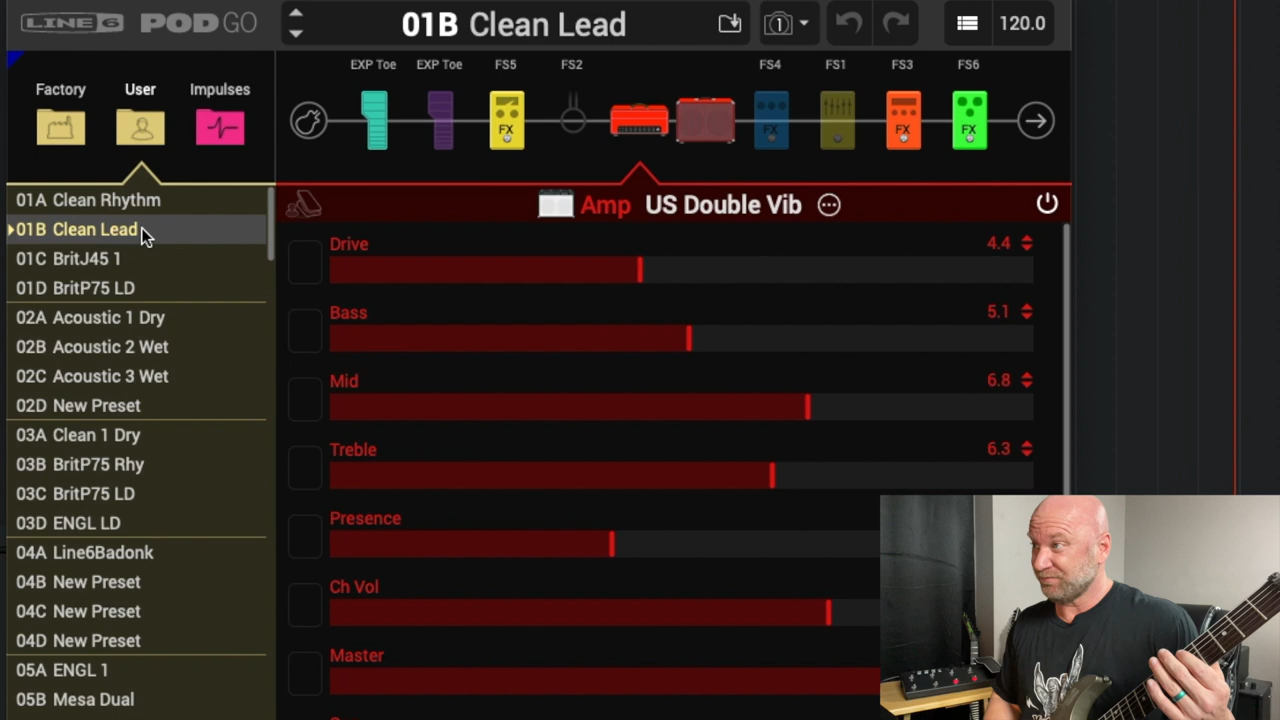 LINE 6 POD GO
01B Clean Lead
1
120.0
EXP Toe EXP Toe FS5 FS2 FS4 FS1 FS3 FS6
FX FX FX FX
Factory User Impulses
01A Clean Rhythm
01B Clean Lead
01C BritJ45 1
01D BritP75 LD
02A Acoustic 1 Dry
02B Acoustic 2 Wet
02C Acoustic 3 Wet
02D New Preset
03A Clean 1 Dry
03B BritP75 Rhy
03C BritP75 LD
03D ENGL LD
04A Line6Badonk
04B New Preset
04C New Preset
04D New Preset
05A ENGL 1
05B Mesa Dual
Amp US Double Vib
Drive 4.4
Bass 5.1
Mid 6.8
Treble 6.3
Presence
Ch Vol
Master